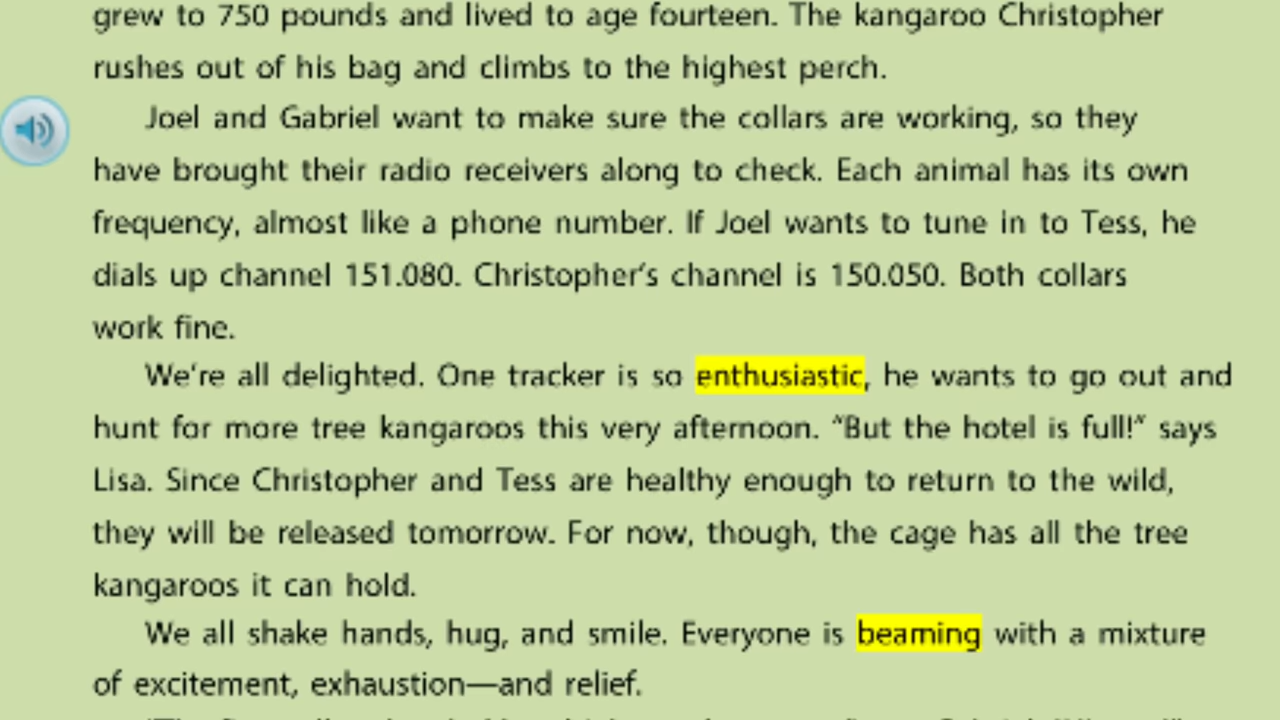 grew to 750 pounds and lived to age fourteen. The kangaroo Christopher
rushes out of his bag and climbs to the highest perch.
Joel and Gabriel want to make sure the collars are working, so they
have brought their radio receivers along to check. Each animal has its own
frequency, almost like a phone number. If Joel wants to tune in to Tess, he
dials up channel 151.080. Christopher's channel is 150.050. Both collars
work fine.
We're all delighted. One tracker is so enthusiastic, he wants to go out and
hunt for more tree kangaroos this very afternoon. “But the hotel is full!” says
Lisa. Since Christopher and Tess are healthy enough to return to the wild,
they will be released tomorrow. For now, though, the cage has all the tree
kangaroos it can hold.
We all shake hands, hug, and smile. Everyone is beaming with a mixture
of excitement, exhaustion—and relief.